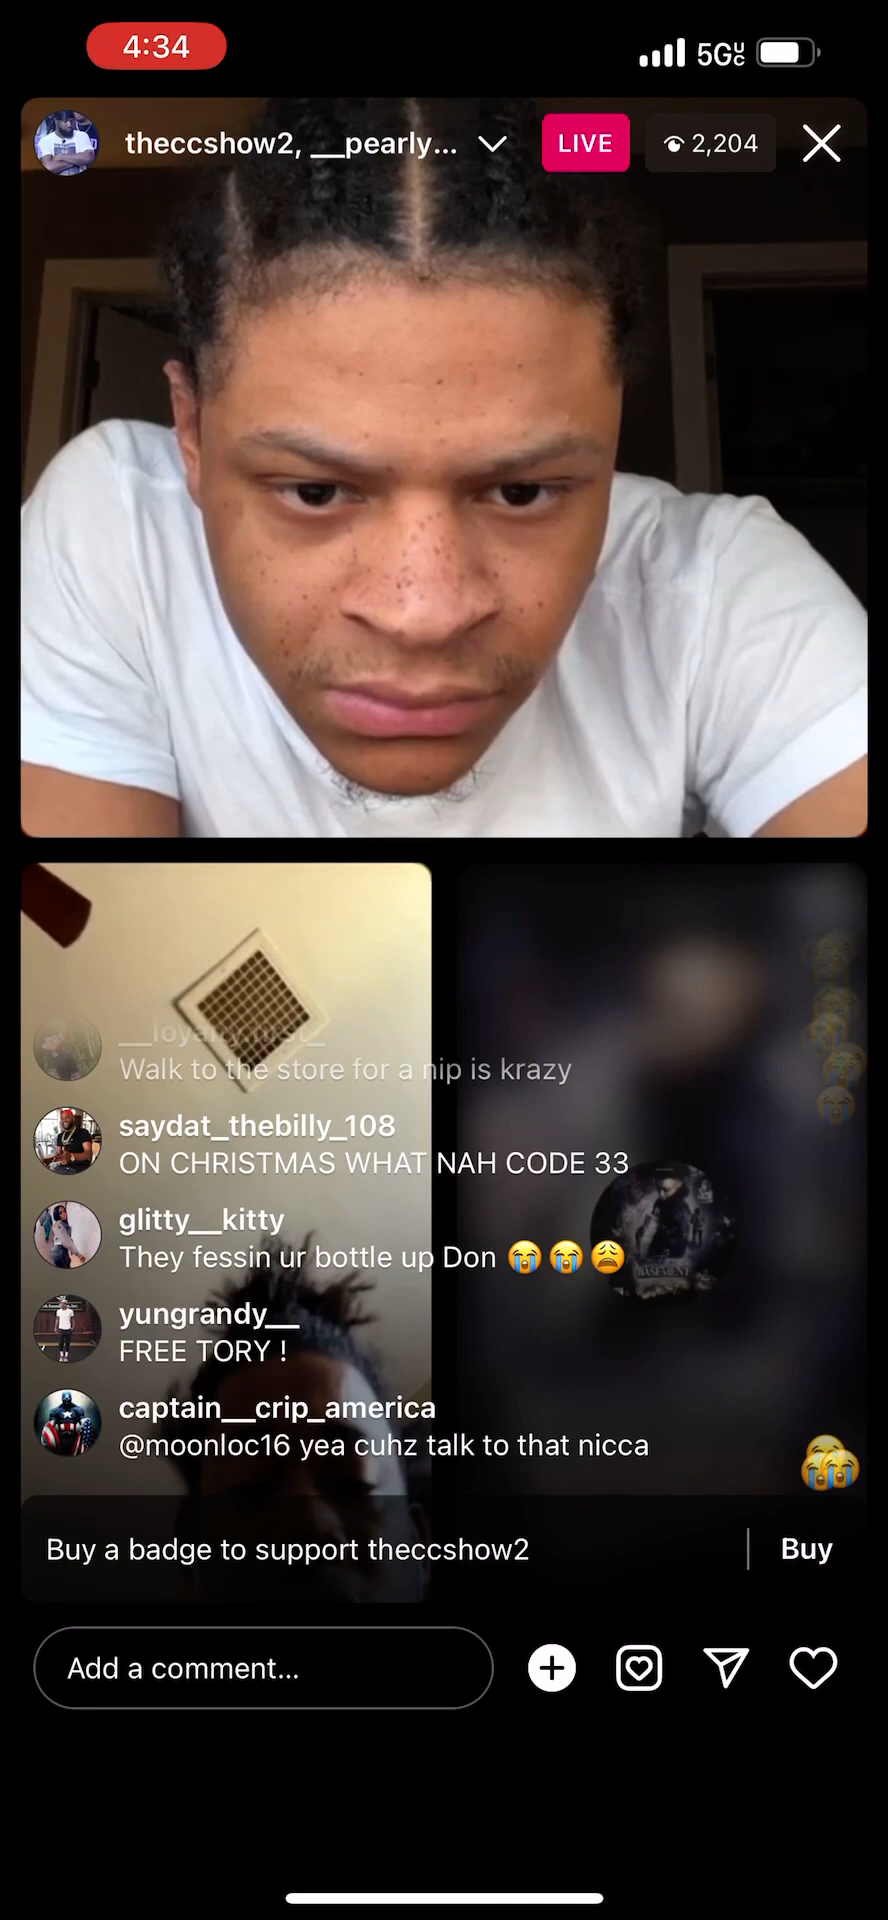 4:34
5G UC
theccshow2, __pearly...
LIVE
2,204
Walk to the store for a nip is krazy
saydat_thebilly_108
ON CHRISTMAS WHAT NAH CODE 33
glitty__kitty
They fessin ur bottle up Don 😭😭😩
yungrandy__
FREE TORY !
BASEMENT
captain__crip_america
@moonloc16 yea cuhz talk to that nicca
Buy a badge to support theccshow2
Buy
Add a comment...